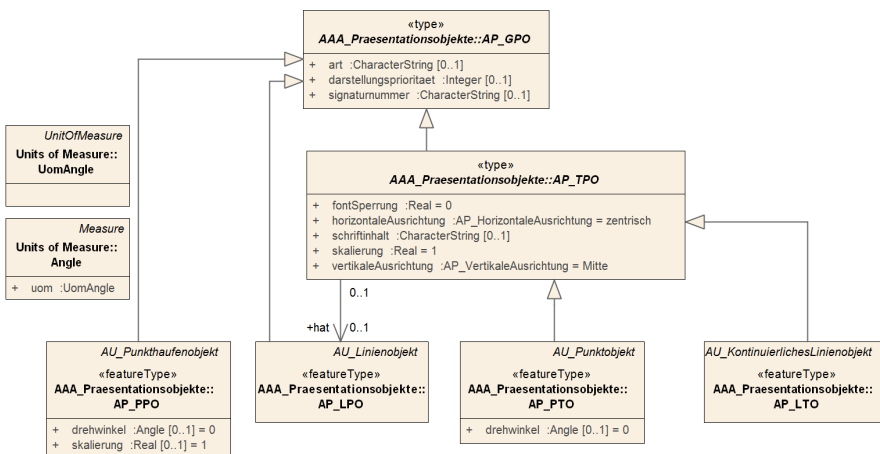 «type»
AAA_Praesentationsobjekte::AP_GPO
+ art :CharacterString [0..1]
+ darstellungsprioritaet :Integer [0..1]
+ signaturnummer :CharacterString [0..1]
UnitOfMeasure
Units of Measure::
UomAngle
Measure
Units of Measure::
Angle
+ uom :UomAngle
«type»
AAA_Praesentationsobjekte::AP_TPO
+ fontSperrung :Real = 0
+ horizontaleAusrichtung :AP_HorizontaleAusrichtung = zentrisch
+ schriftinhalt :CharacterString [0..1]
+ skalierung :Real = 1
+ vertikaleAusrichtung :AP_VertikaleAusrichtung = Mitte
0..1
+hat 0..1
AU_Punkthaufenobjekt
«featureType»
AAA_Praesentationsobjekte::
AP_PPO
+ drehwinkel :Angle [0..1] = 0
+ skalierung :Real [0..1] = 1
AU_Linienobjekt
«featureType»
AAA_Praesentationsobjekte::
AP_LPO
AU_Punktobjekt
«featureType»
AAA_Praesentationsobjekte::
AP_PTO
+ drehwinkel :Angle [0..1] = 0
AU_KontinuierlichesLinienobjekt
«featureType»
AAA_Praesentationsobjekte::
AP_LTO